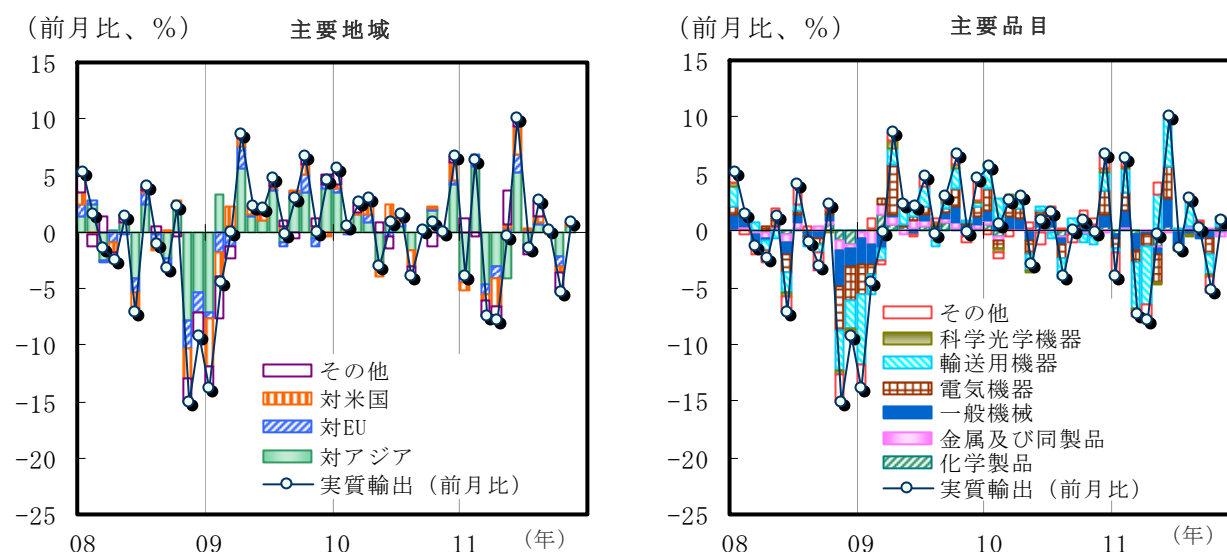 （前月比、%）
主要地域
15
10
5
0
−5
−10
−15
−20
−25
その他
対米国
対EU
対アジア
実質輸出（前月比）
08
09
10
11
（年）
（前月比、%）
主要品目
15
10
5
0
-5
-10
-15
-20
-25
その他
科学光学機器
輸送用機器
電気機器
一般機械
金属及び同製品
化学製品
実質輸出（前月比）
08
09
10
11
（年）